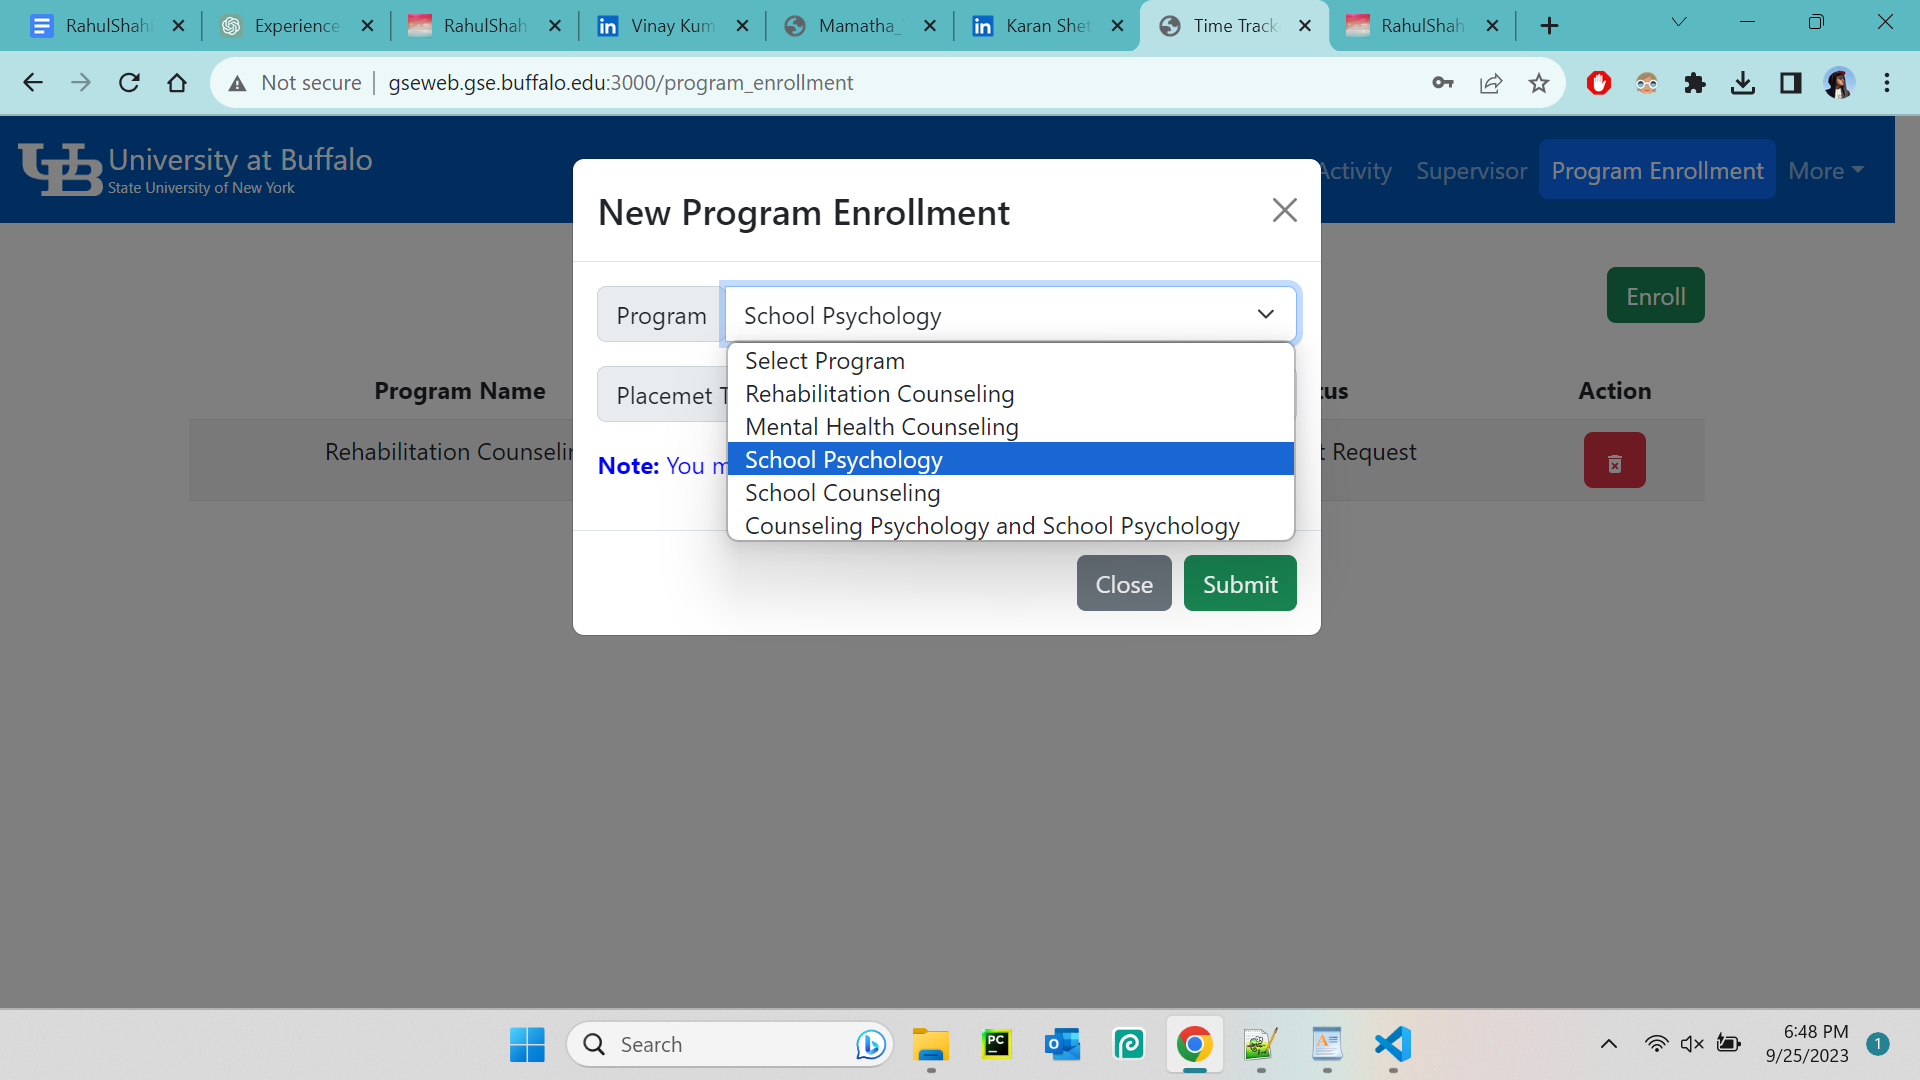 RahulShah
Experience
RahulShah
Vinay Kum
Mamatha_
Karan Shet
Time Track
RahulShah
Not secure
gseweb.gse.buffalo.edu:3000/program_enrollment
University at Buffalo
State University of New York
Activity
Supervisor
Program Enrollment
More
New Program Enrollment
Enroll
Program
School Psychology
Select Program
Rehabilitation Counseling
Mental Health Counseling
School Psychology
School Counseling
Counseling Psychology and School Psychology
Placemet T
Note: You m
Program Name
tus
Action
Rehabilitation Counselin
t Request
Close
Submit
Search
PC
6:48 PM
9/25/2023
1